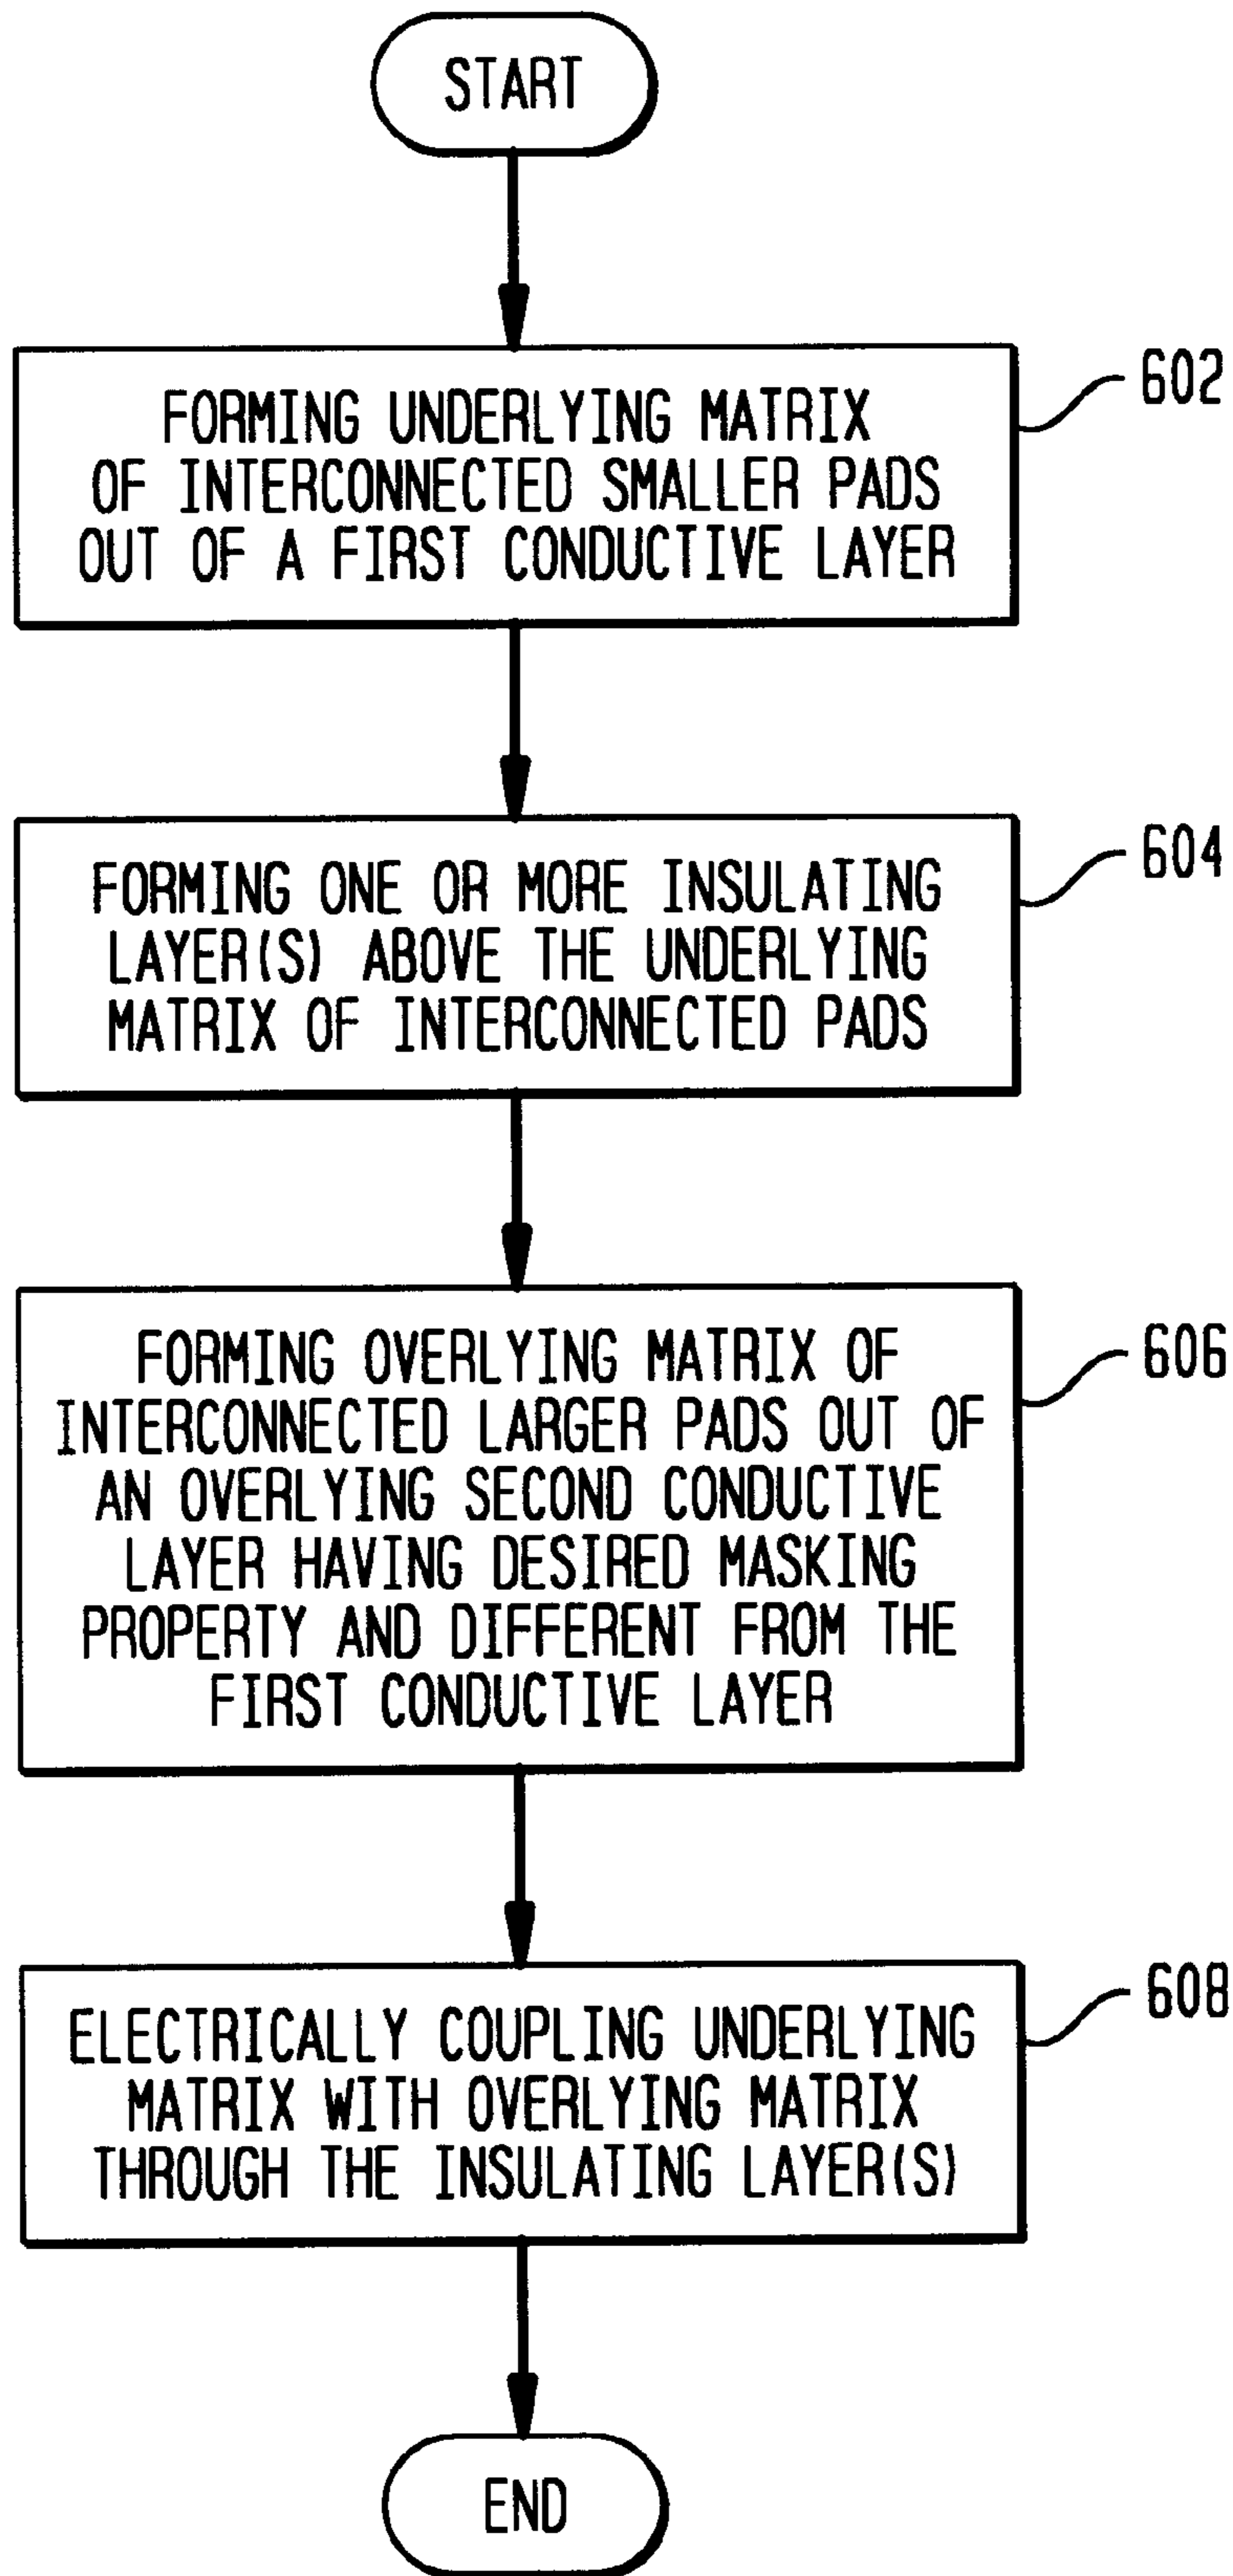 START
602
FORMING UNDERLYING MATRIX
OF INTERCONNECTED SMALLER PADS
OUT OF A FIRST CONDUCTIVE LAYER
604
FORMING ONE OR MORE INSULATING
LAYER(S) ABOVE THE UNDERLYING
MATRIX OF INTERCONNECTED PADS
606
FORMING OVERLYING MATRIX OF
INTERCONNECTED LARGER PADS OUT OF
AN OVERLYING SECOND CONDUCTIVE
LAYER HAVING DESIRED MASKING
PROPERTY AND DIFFERENT FROM THE
FIRST CONDUCTIVE LAYER
608
ELECTRICALLY COUPLING UNDERLYING
MATRIX WITH OVERLYING MATRIX
THROUGH THE INSULATING LAYER(S)
END